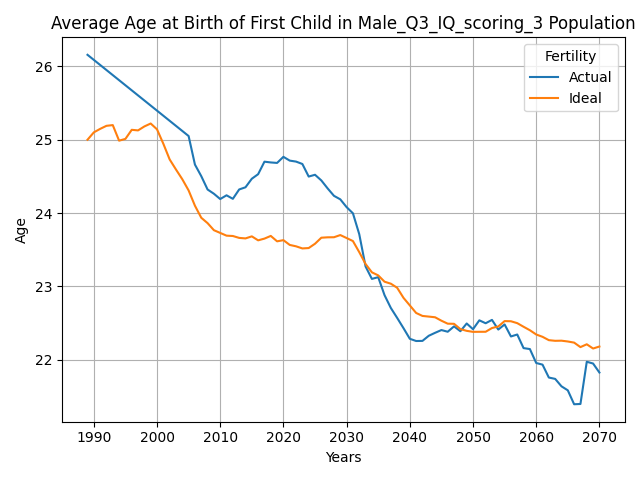 Average Age at Birth of First Child in Male_Q3_IQ_scoring_3 Population
Fertility
Actual
Ideal
26
25
24
23
22
Age
1990 2000 2010 2020 2030 2040 2050 2060 2070
Years